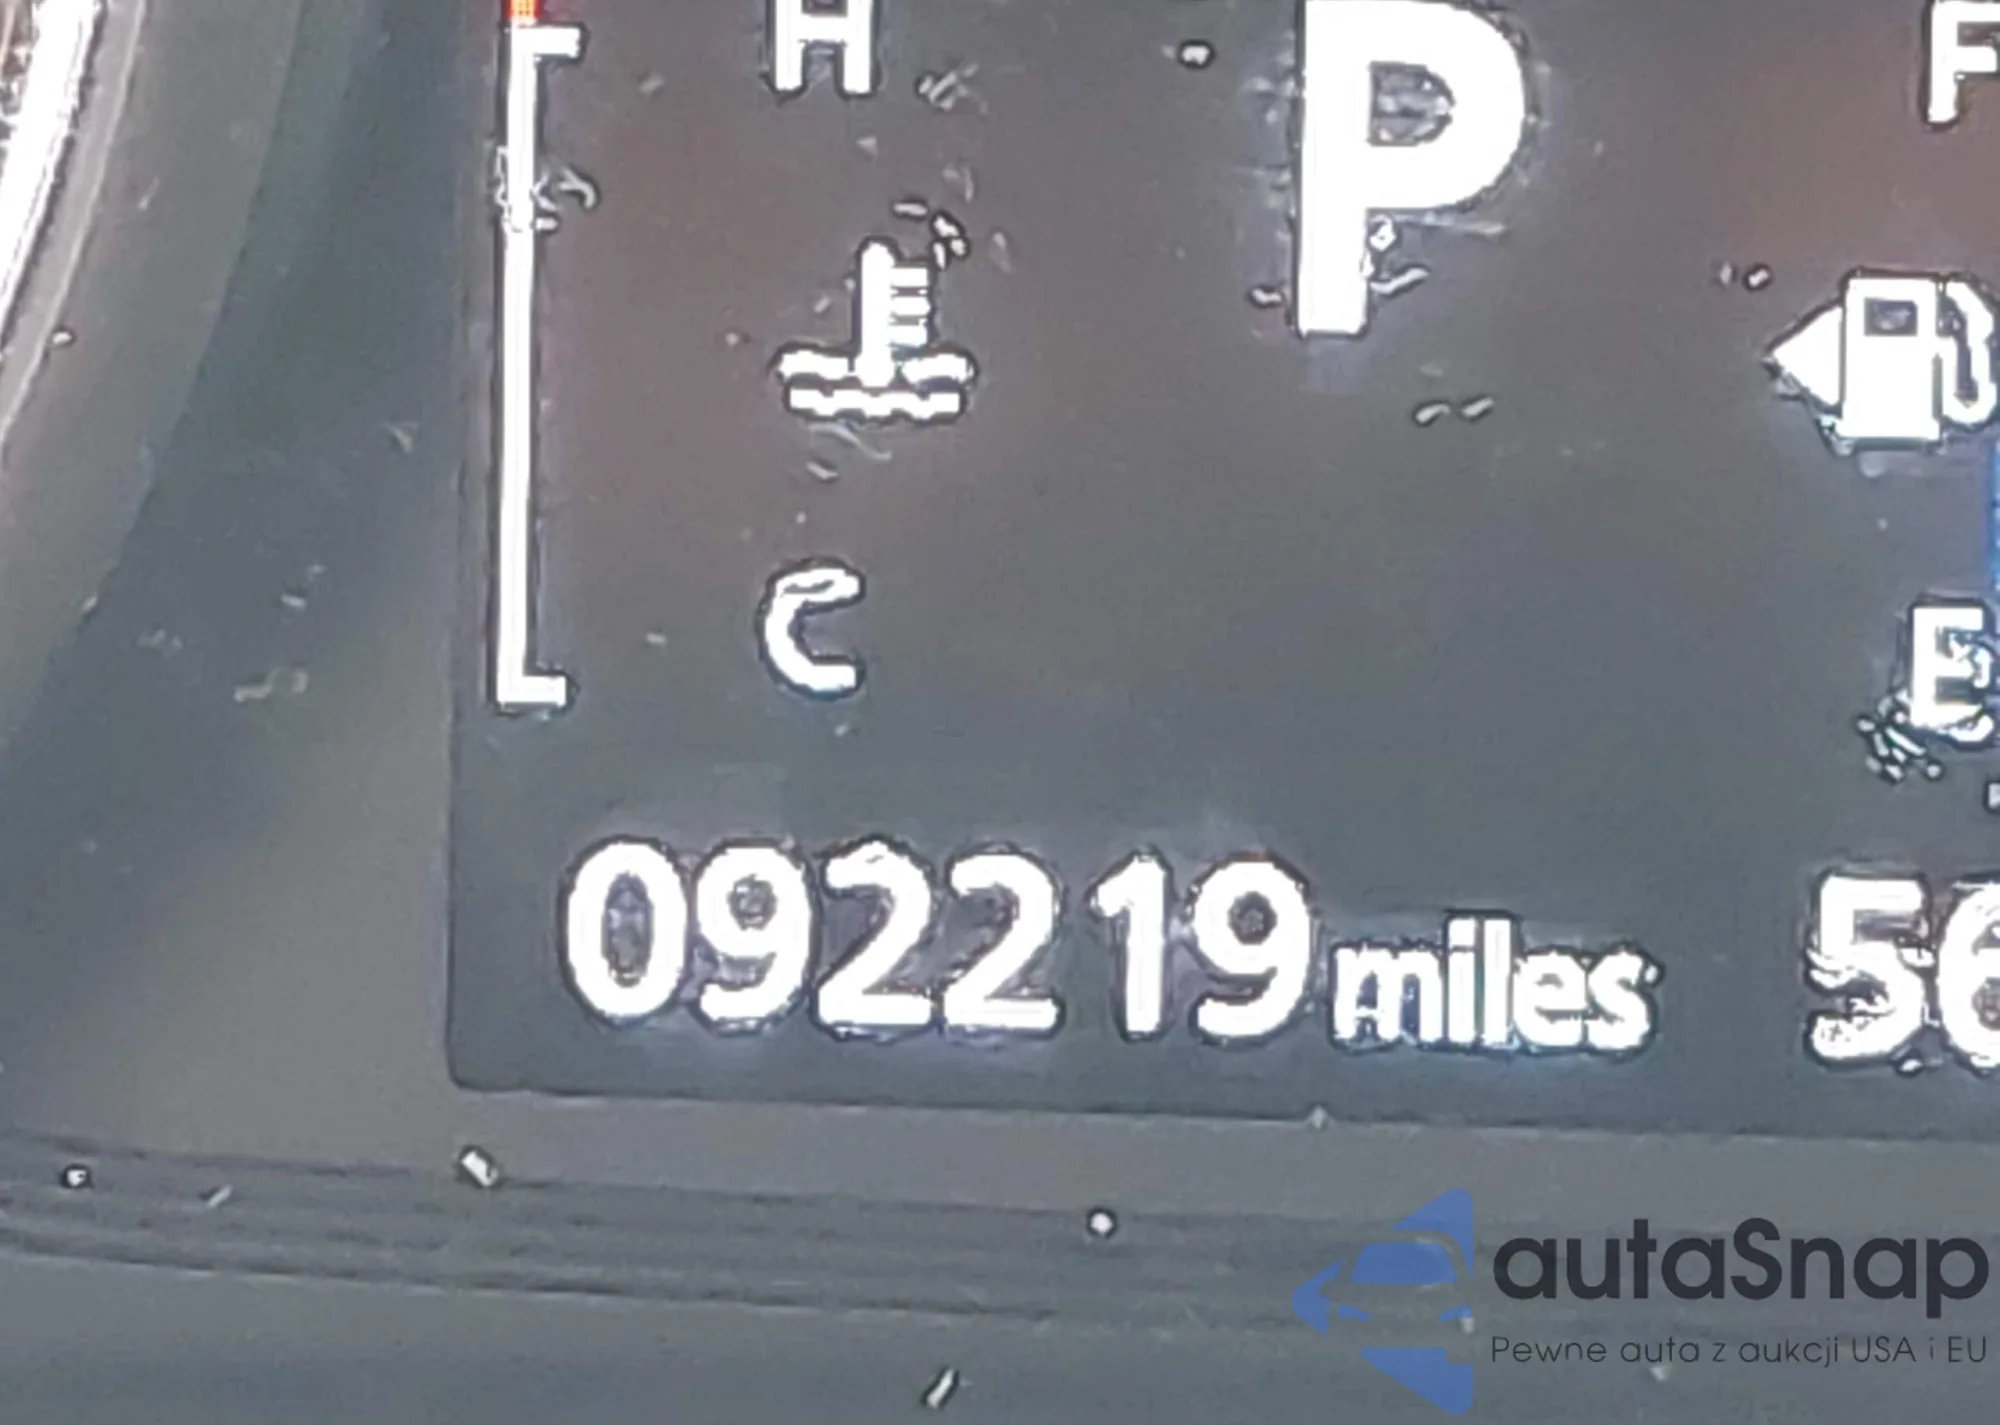 H P F
C
E
092219 miles 56
autaSnap
Pewne auta z aukcji USA i EU